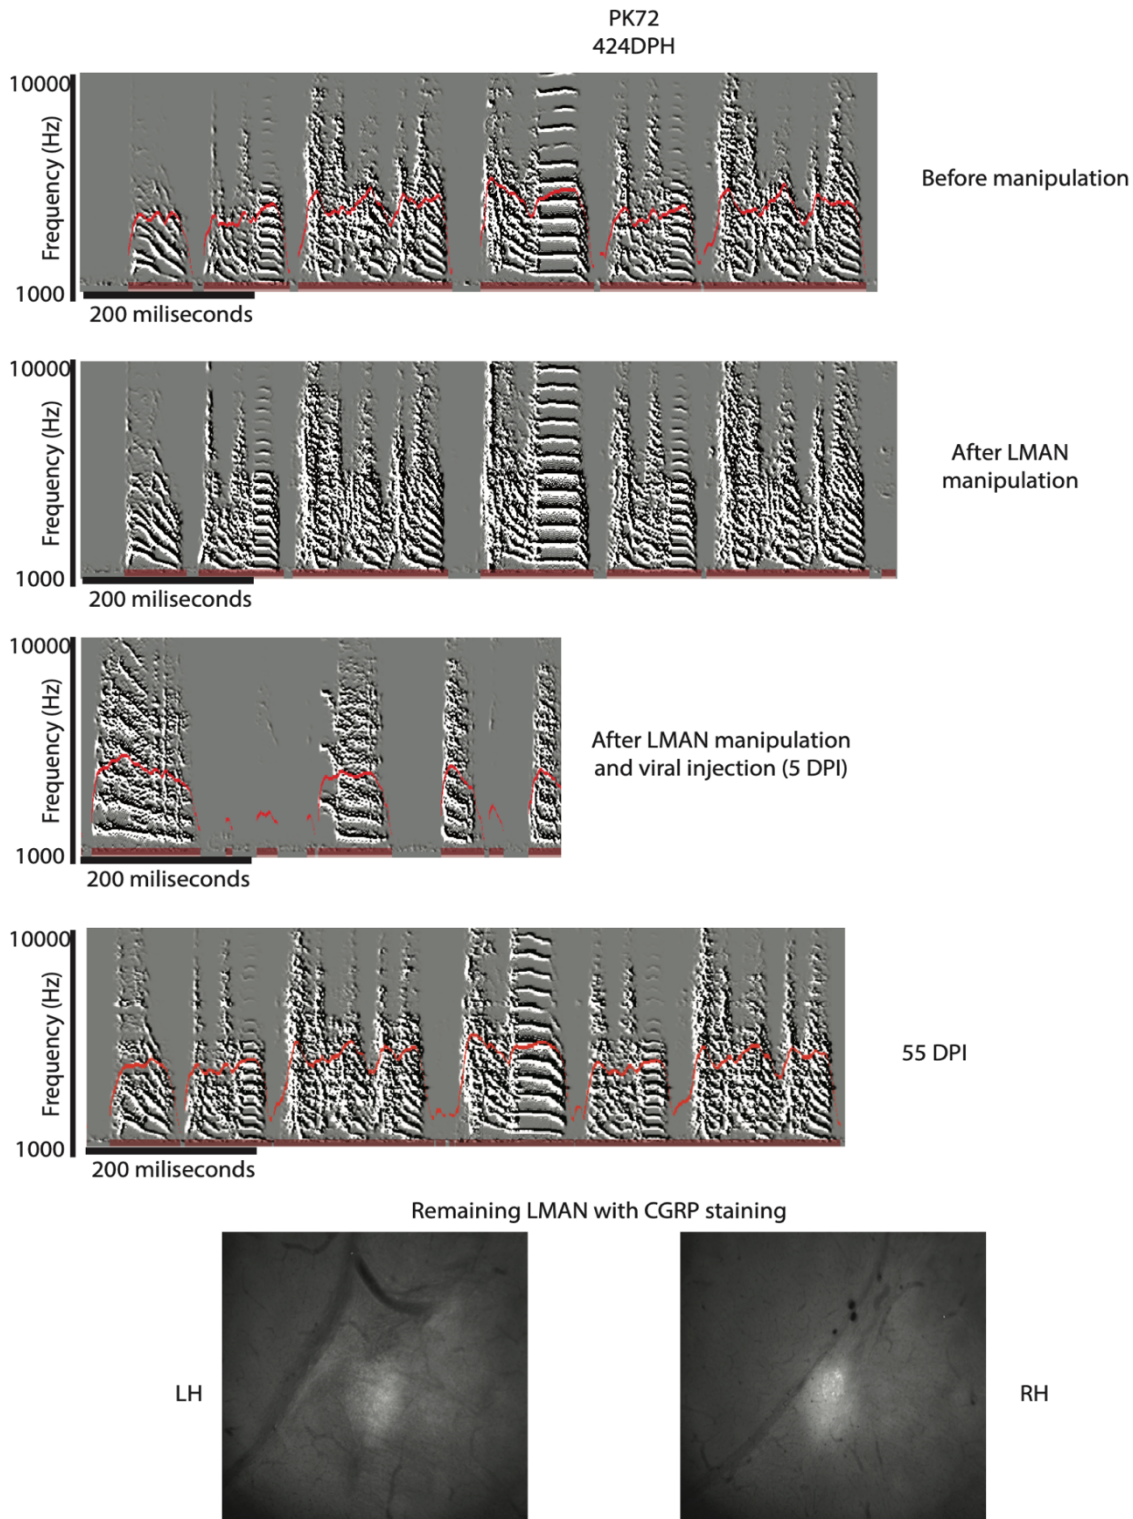 PK72
424DPH
10000
Frequency (Hz)
1000
200 miliseconds
Before manipulation
10000
Frequency (Hz)
1000
200 miliseconds
After LMAN
manipulation
10000
Frequency (Hz)
1000
200 miliseconds
After LMAN manipulation
and viral injection (5 DPI)
10000
Frequency (Hz)
1000
200 miliseconds
55 DPI
Remaining LMAN with CGRP staining
LH
RH